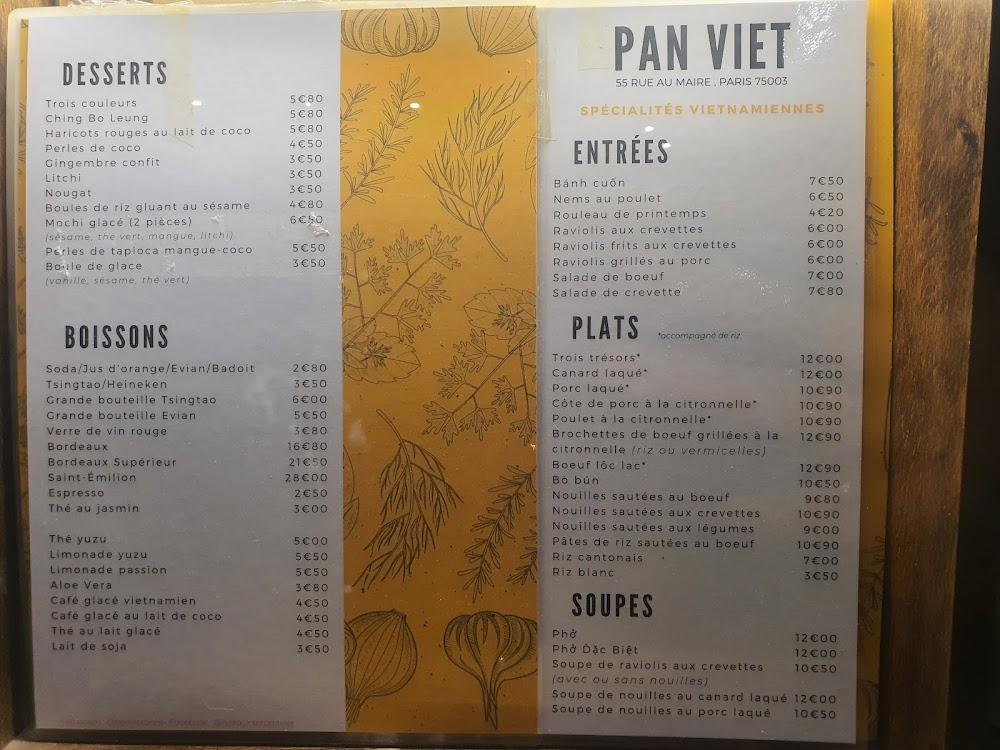 DESSERTS
Trois couleurs 5€80
Ching Bo Leung 5€80
Haricots rouges au lait de coco 5€80
Perles de coco 4€50
Gingembre confit 3€50
Litchi 3€50
Nougat 3€50
Boules de riz gluant au sésame 4€80
Mochi glacé (2 pièces) 6€80
(sésame, thé vert, mangue, litchi)
Perles de tapioca mangue-coco 5€50
Boule de glace 3€50
(vanille, sésame, thé vert)
BOISSONS
Soda/Jus d'orange/Evian/Badoit 2€80
Tsingtao/Heineken 3€50
Grande bouteille Tsingtao 6€00
Grande bouteille Evian 5€50
Verre de vin rouge 3€80
Bordeaux 16€80
Bordeaux Supérieur 21€50
Saint-Émilion 28€00
Espresso 2€50
Thé au jasmin 3€00
Thé yuzu 5€00
Limonade yuzu 5€50
Limonade passion 5€50
Aloe Vera 3€80
Café glacé vietnamien 4€50
Café glacé au lait de coco 4€50
Thé au lait glacé 4€50
Lait de soja 3€50
PAN VIET
55 RUE AU MAIRE , PARIS 75003
SPÉCIALITÉS VIETNAMIENNES
ENTRÉES
Bánh cuốn 7€50
Nems au poulet 6€50
Rouleau de printemps 4€20
Raviolis aux crevettes 6€00
Raviolis frits aux crevettes 6€00
Raviolis grillés au porc 6€00
Salade de boeuf 7€00
Salade de crevette 7€80
PLATS *accompagné de riz
Trois trésors* 12€00
Canard laqué* 12€00
Porc laqué* 10€90
Côte de porc à la citronnelle* 10€90
Poulet à la citronnelle* 10€90
Brochettes de boeuf grillées à la 12€90
citronnelle (riz ou vermicelles)
Boeuf lôc lac* 12€90
Bò bún 10€50
Nouilles sautées au boeuf 9€80
Nouilles sautées aux crevettes 10€90
Nouilles sautées aux légumes 9€00
Pâtes de riz sautées au boeuf 10€90
Riz cantonais 7€00
Riz blanc 3€50
SOUPES
Phở 12€00
Phở Đặc Biệt 12€00
Soupe de raviolis aux crevettes 10€50
(avec ou sans nouilles)
Soupe de nouilles au canard laqué 12€00
Soupe de nouilles au porc laqué 10€50